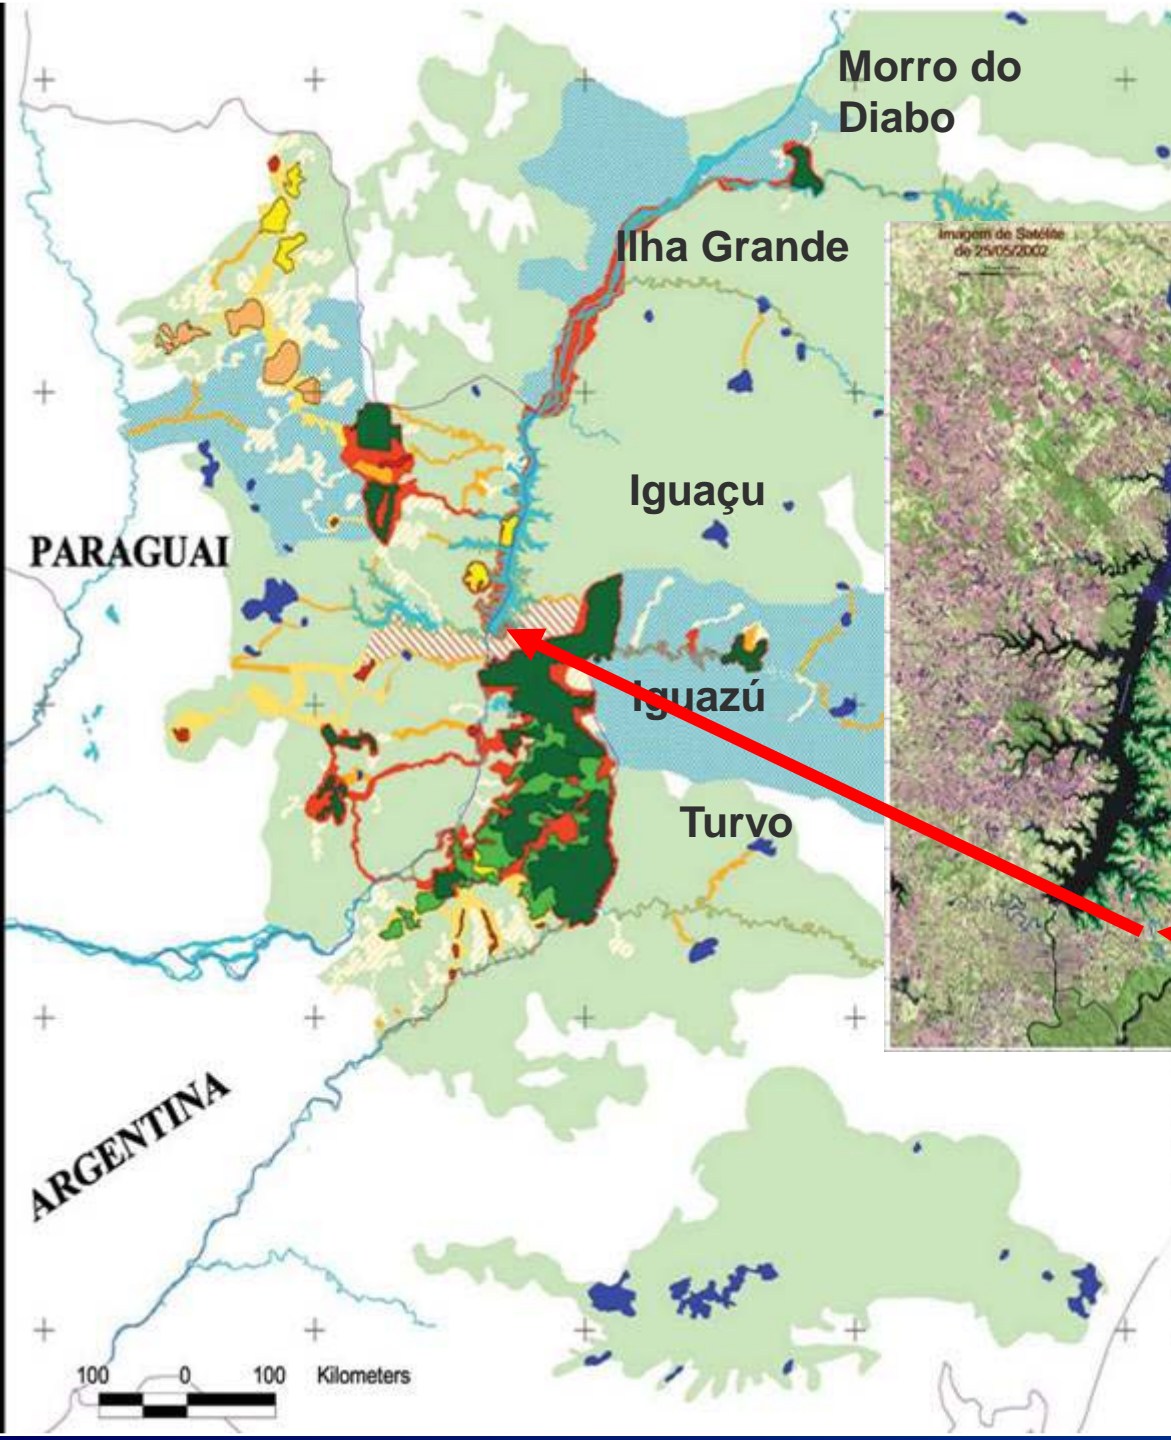 Morro do
Diabo
Imagem de Satélite
de 25/05/2002
Ilha Grande
Iguaçu
PARAGUAI
Iguazú
Turvo
ARGENTINA
100 0 100 Kilometers